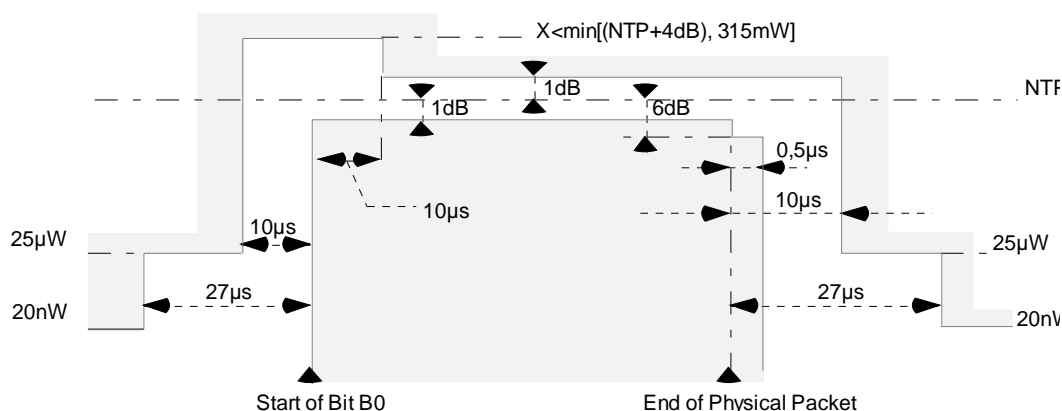 X<min[(NTP+4dB), 315mW]
1dB
NTP
1dB
6dB
0,5µs
10µs
10µs
10µs
25µW
25µW
27µs
27µs
20nW
20nW
Start of Bit B0
End of Physical Packet